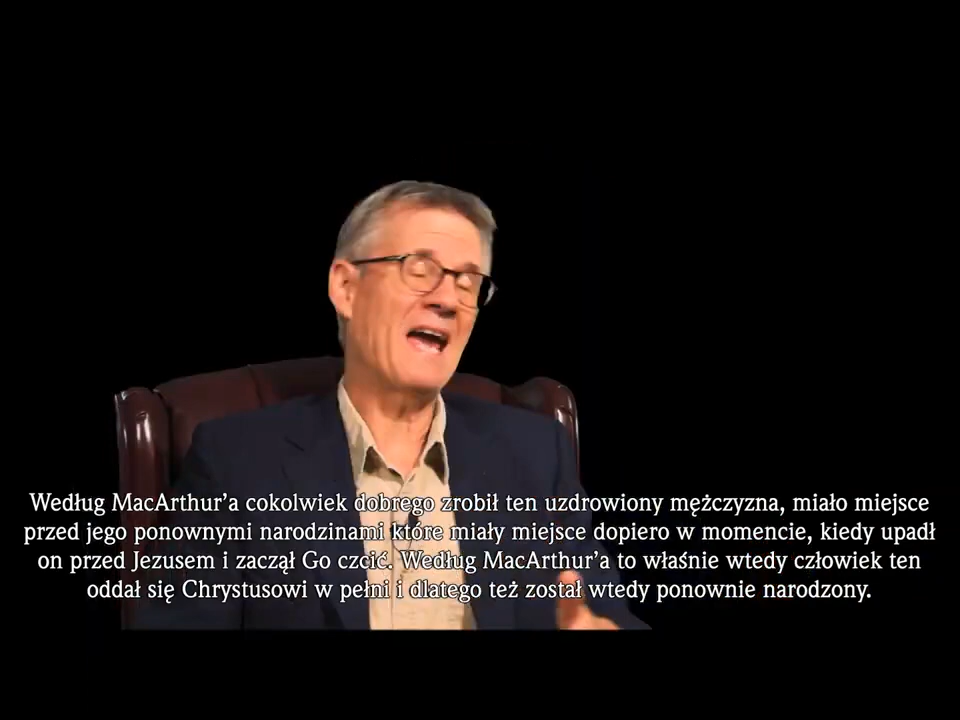 Według MacArthur’a cokolwiek dobrego zrobił ten uzdrowiony mężczyzna, miało miejsce
przed jego ponownymi narodzinami które miały miejsce dopiero w momencie, kiedy upadł
on przed Jezusem i zaczął Go czcić. Według MacArthur’a to właśnie wtedy człowiek ten
oddał się Chrystusowi w pełni i dlatego też został wtedy ponownie narodzony.